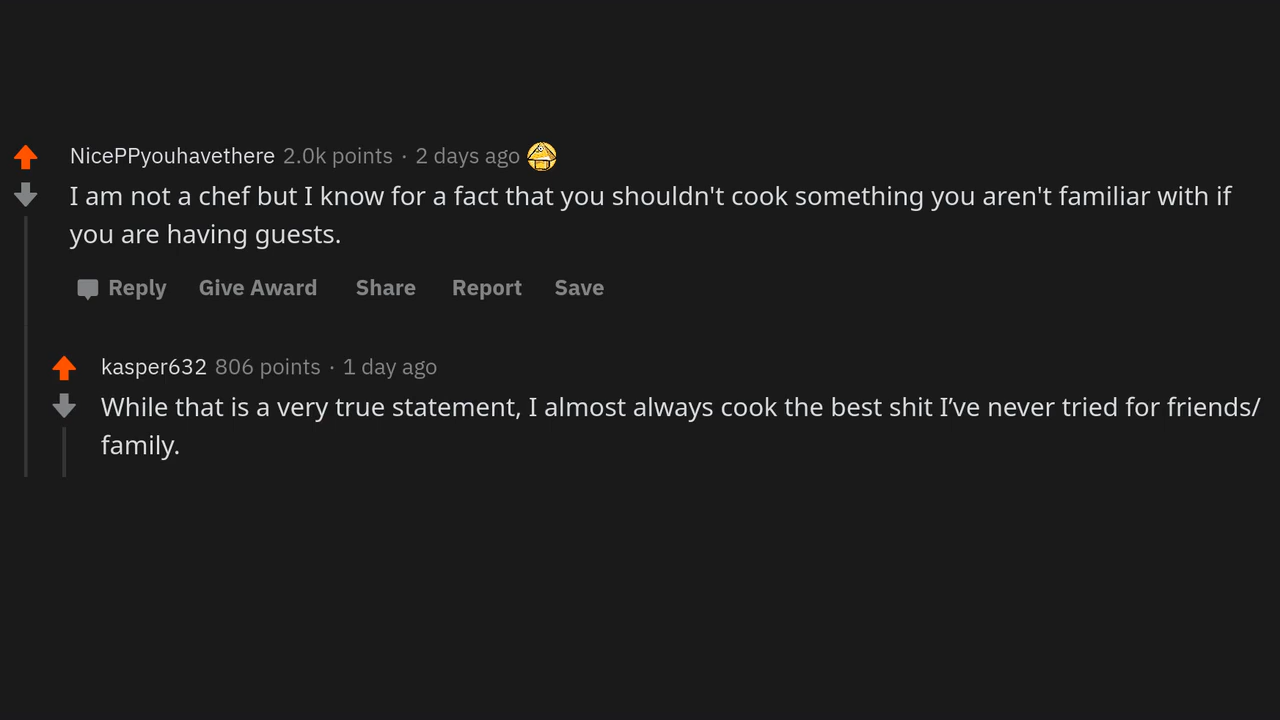 NicePPyouhavethere 2.0k points · 2 days ago
I am not a chef but I know for a fact that you shouldn't cook something you aren't familiar with if
you are having guests.
Reply Give Award Share Report Save
kasper632 806 points · 1 day ago
While that is a very true statement, I almost always cook the best shit I’ve never tried for friends/
family.